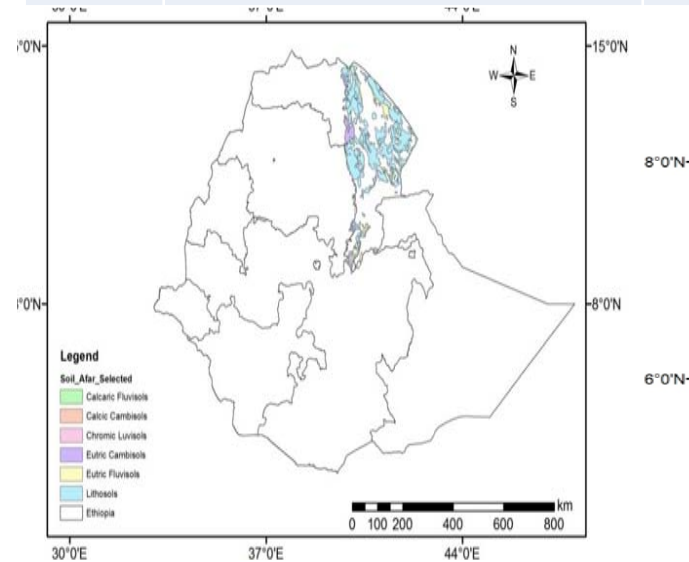 37°0'E
N
W E
S
15°0'N
8°0'N
8°0'N
6°0'N
Legend
Soil_Afar_Selected
Calcaric Fluvisols
Calcic Cambisols
Chromic Luvisols
Eutric Cambisols
Eutric Fluvisols
Lithosols
Ethiopia
km
0 100 200 400 600 800
30°0'E 37°0'E 44°0'E